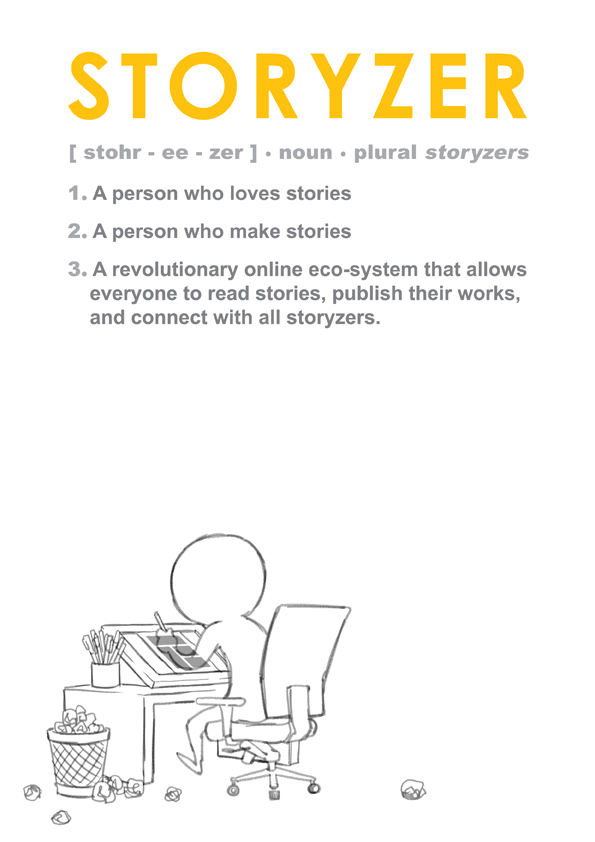 STORYZER
[ stohr - ee - zer ] • noun • plural storyzers
1. A person who loves stories
2. A person who make stories
3. A revolutionary online eco-system that allows
everyone to read stories, publish their works,
and connect with all storyzers.